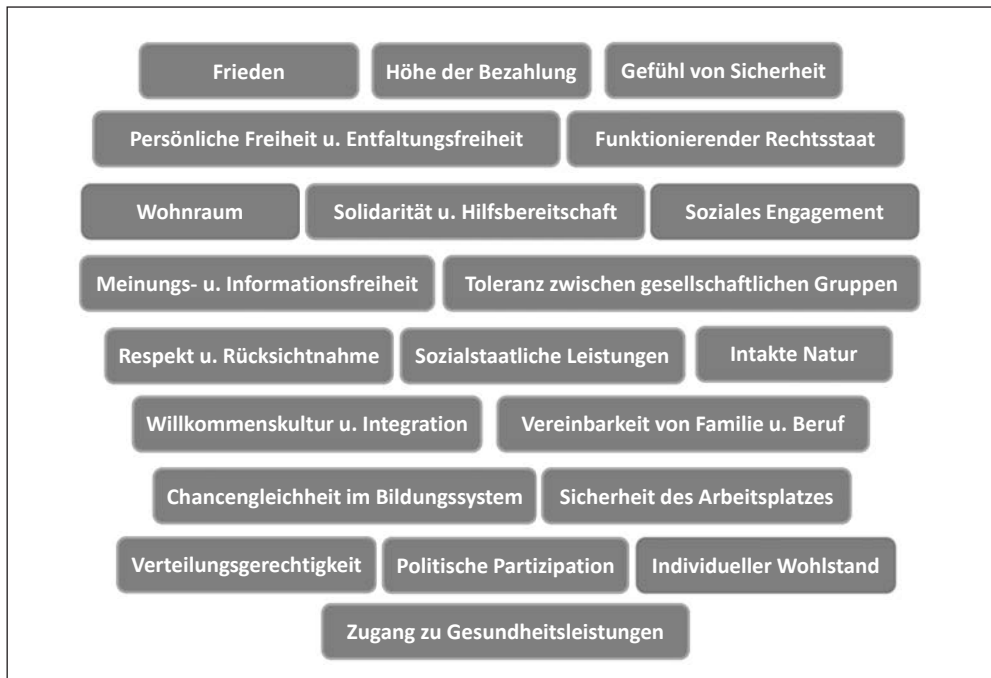 Frieden Höhe der Bezahlung Gefühl von Sicherheit
Persönliche Freiheit u. Entfaltungsfreiheit Funktionierender Rechtsstaat
Wohnraum Solidarität u. Hilfsbereitschaft Soziales Engagement
Meinungs- u. Informationsfreiheit Toleranz zwischen gesellschaftlichen Gruppen
Respekt u. Rücksichtnahme Sozialstaatliche Leistungen Intakte Natur
Willkommenskultur u. Integration Vereinbarkeit von Familie u. Beruf
Chancengleichheit im Bildungssystem Sicherheit des Arbeitsplatzes
Verteilungsgerechtigkeit Politische Partizipation Individueller Wohlstand
Zugang zu Gesundheitsleistungen